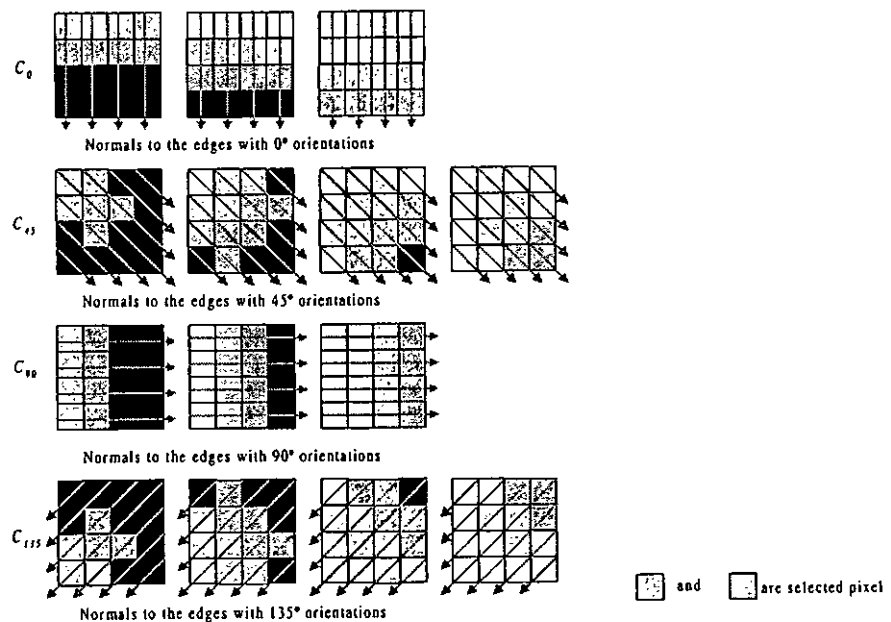 C0
Normals to the edges with 0° orientations
C45
Normals to the edges with 45° orientations
C90
Normals to the edges with 90° orientations
C135
Normals to the edges with 135° orientations
and are selected pixel